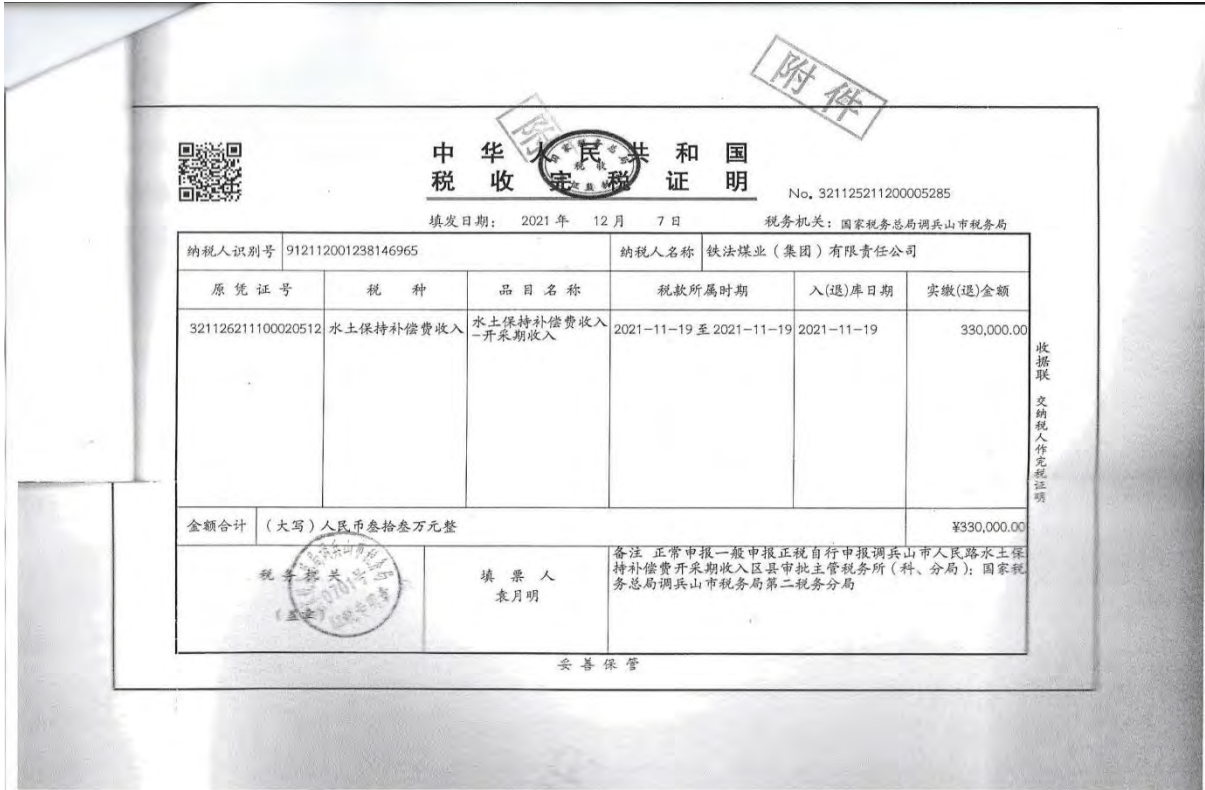 附件
附
中华人民共和国
税收完税证明
No. 321125211200005285
填发日期： 2021 年 12 月 7 日 税务机关：国家税务总局调兵山市税务局
纳税人识别号 912112001238146965 纳税人名称 铁法煤业（集团）有限责任公司
原凭证号 税种 品目名称 税款所属时期 入(退)库日期 实缴(退)金额
321126211100020512 水土保持补偿费收入 水土保持补偿费收入-开采期收入 2021-11-19 至 2021-11-19 2021-11-19 330,000.00
收据联 交纳税人作完税证明
金额合计 （大写）人民币叁拾叁万元整 ¥330,000.00
税务机关
（盖章）
填票人
袁月明
备注 正常申报一般申报正税自行申报调兵山市人民路水土保
持补偿费开采期收入区县审批主管税务所（科、分局）：国家税
务总局调兵山市税务局第二税务分局
妥善保管